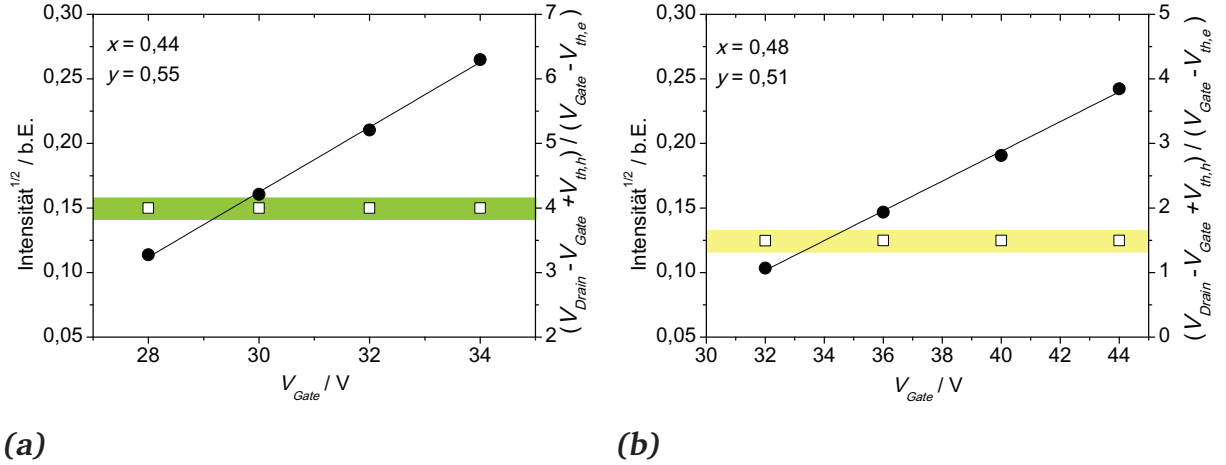 0,30
0,25
0,20
0,15
0,10
0,05
Intensität^1/2 / b.E.
x = 0,44
y = 0,55
28 30 32 34
V_Gate / V
7
6
5
4
3
2
(V_Drain - V_Gate + V_th,h) / (V_Gate - V_th,e)
(a)
0,30
0,25
0,20
0,15
0,10
0,05
Intensität^1/2 / b.E.
x = 0,48
y = 0,51
30 32 34 36 38 40 42 44
V_Gate / V
5
4
3
2
1
0
(V_Drain - V_Gate + V_th,h) / (V_Gate - V_th,e)
(b)